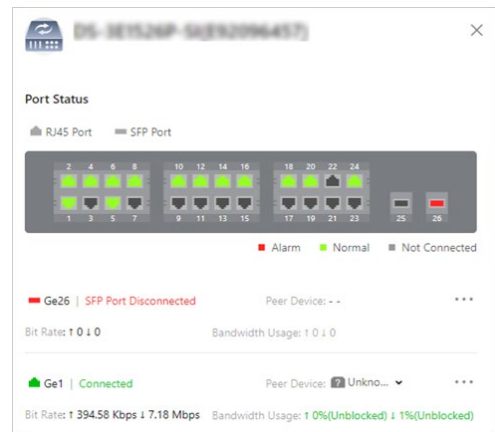 Port Status
RJ45 Port SFP Port
2 4 6 8 10 12 14 16 18 20 22 24
1 3 5 7 9 11 13 15 17 19 21 23 25 26
Alarm Normal Not Connected
Ge26 | SFP Port Disconnected Peer Device: - - ...
Bit Rate: ↑ 0 ↓ 0 Bandwidth Usage: ↑ 0 ↓ 0
Ge1 | Connected Peer Device: ? Unkno... ...
Bit Rate: ↑ 394.58 Kbps ↓ 7.18 Mbps Bandwidth Usage: ↑ 0%(Unblocked) ↓ 1%(Unblocked)